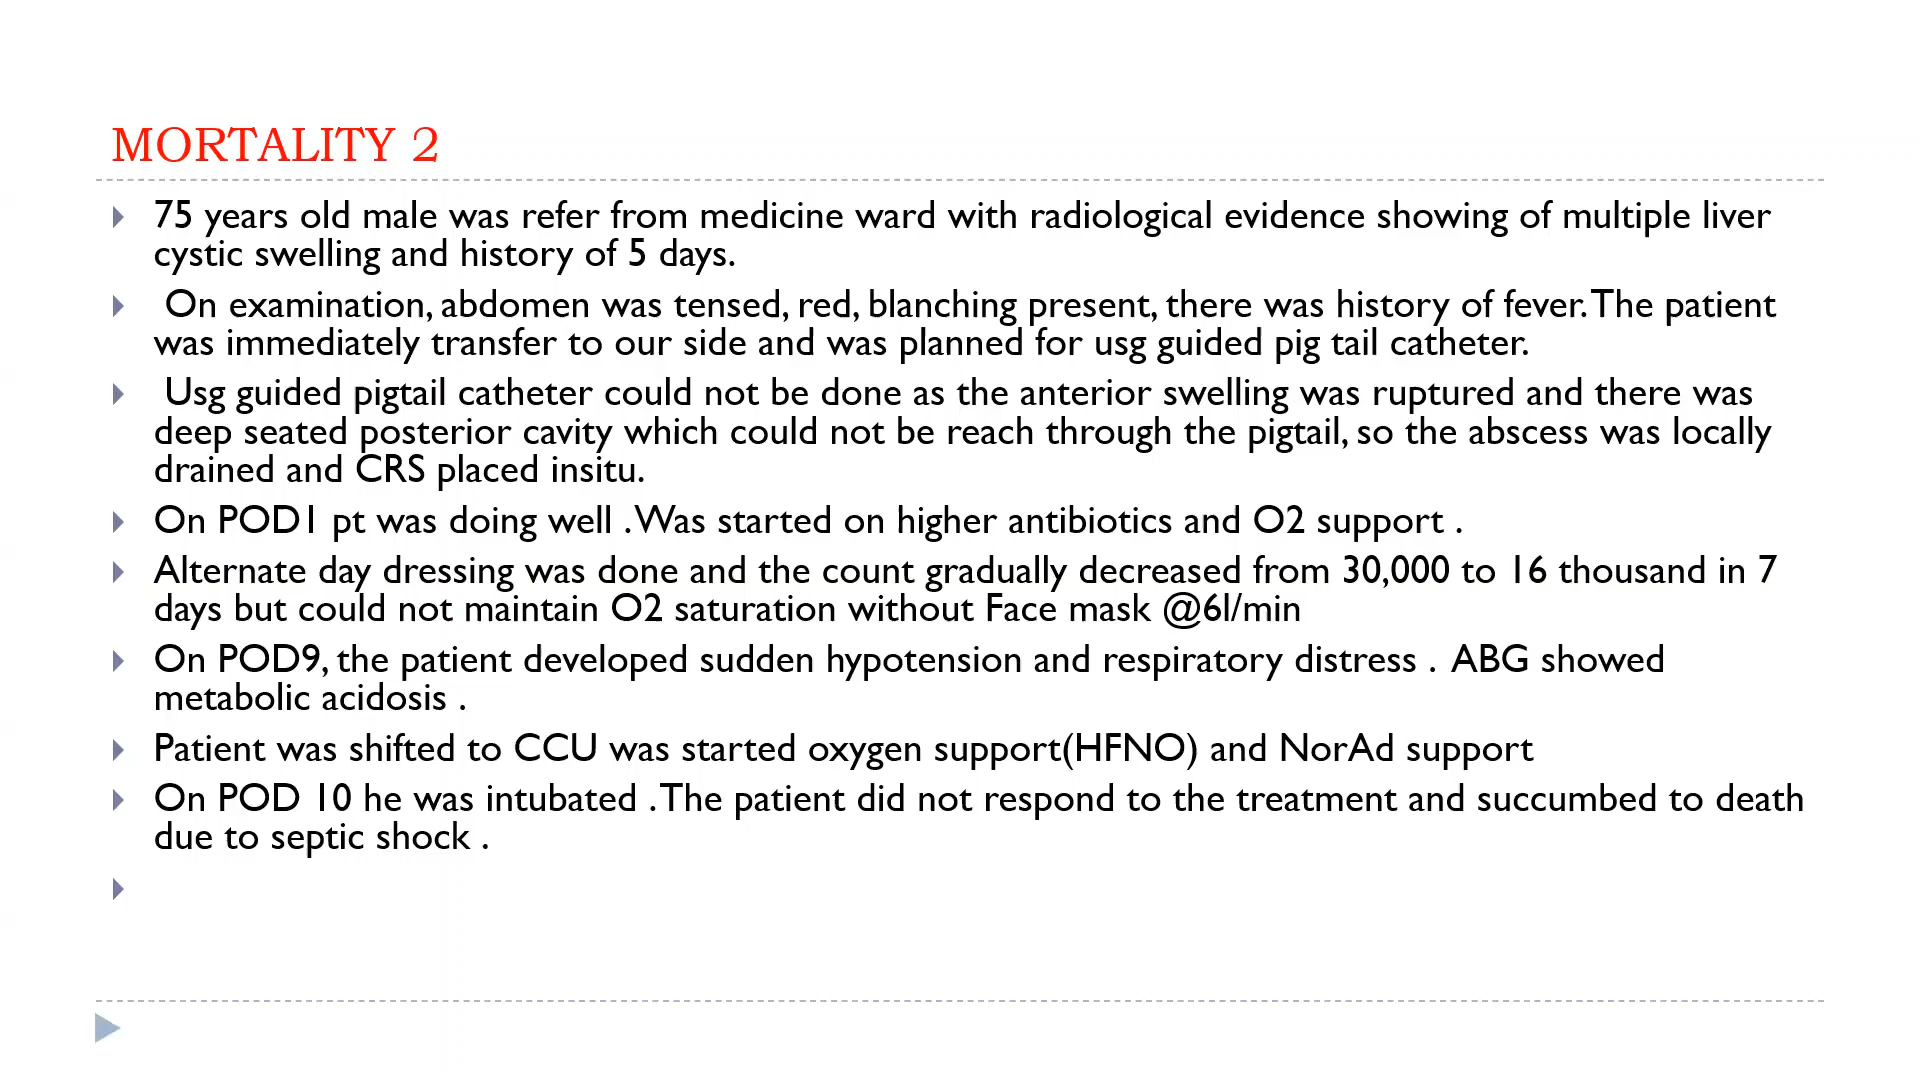 MORTALITY 2
75 years old male was refer from medicine ward with radiological evidence showing of multiple liver
cystic swelling and history of 5 days.
On examination, abdomen was tensed, red, blanching present, there was history of fever. The patient
was immediately transfer to our side and was planned for usg guided pig tail catheter.
Usg guided pigtail catheter could not be done as the anterior swelling was ruptured and there was
deep seated posterior cavity which could not be reach through the pigtail, so the abscess was locally
drained and CRS placed insitu.
On POD1 pt was doing well . Was started on higher antibiotics and O2 support .
Alternate day dressing was done and the count gradually decreased from 30,000 to 16 thousand in 7
days but could not maintain O2 saturation without Face mask @6l/min
On POD9, the patient developed sudden hypotension and respiratory distress . ABG showed
metabolic acidosis .
Patient was shifted to CCU was started oxygen support(HFNO) and NorAd support
On POD 10 he was intubated . The patient did not respond to the treatment and succumbed to death
due to septic shock .